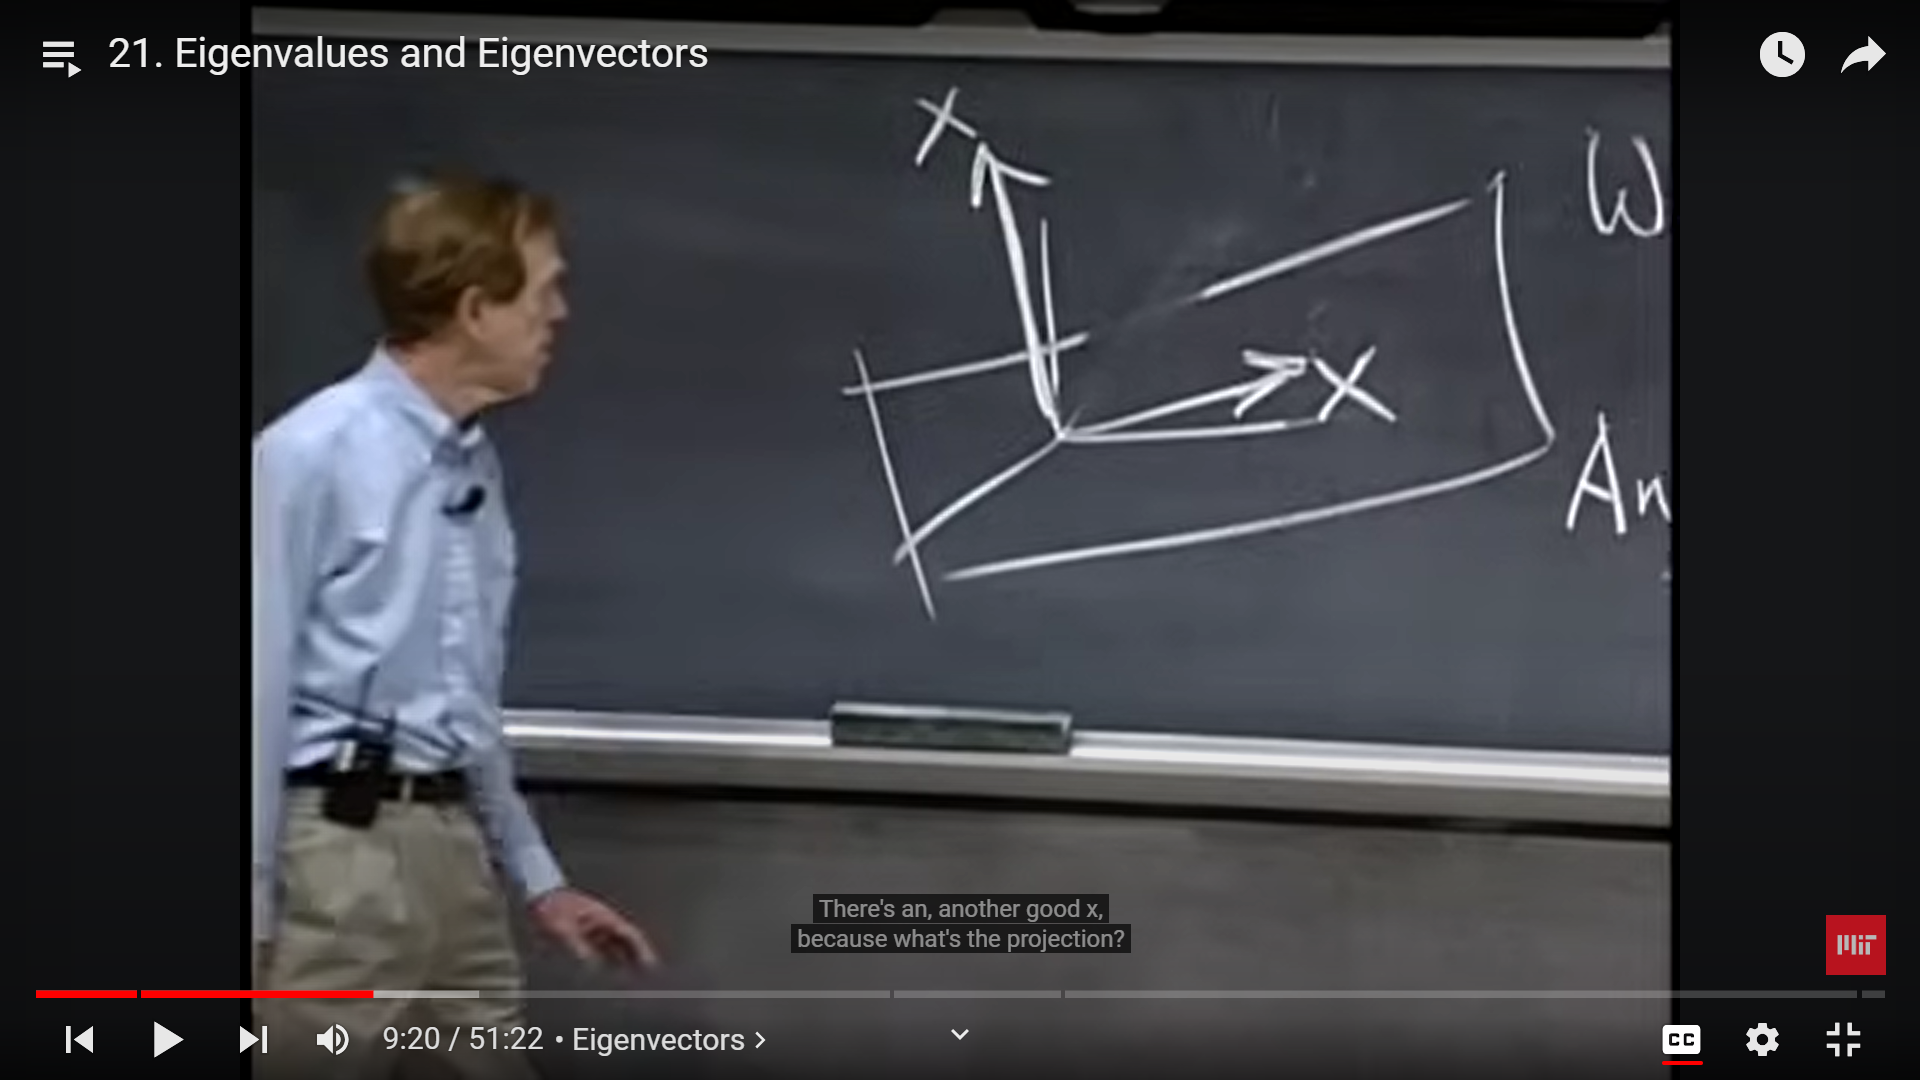 21. Eigenvalues and Eigenvectors
X
W
X
An
There's an, another good x,
because what's the projection?
MIT
9:20 / 51:22 • Eigenvectors >
CC